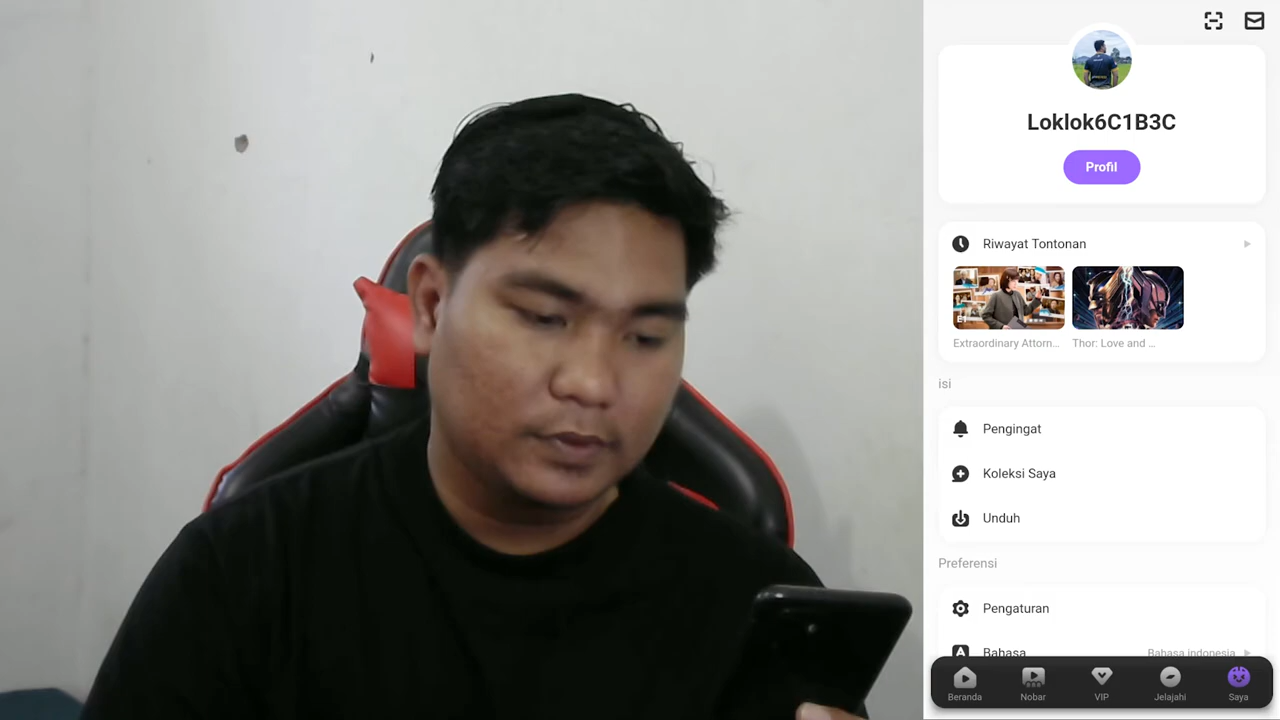 Loklok6C1B3C
Profil
Riwayat Tontonan
Extraordinary Attorn...
Thor: Love and ...
isi
Pengingat
Koleksi Saya
Unduh
Preferensi
Pengaturan
Bahasa
Bahasa indonesia
Beranda
Nobar
VIP
Jelajahi
Saya